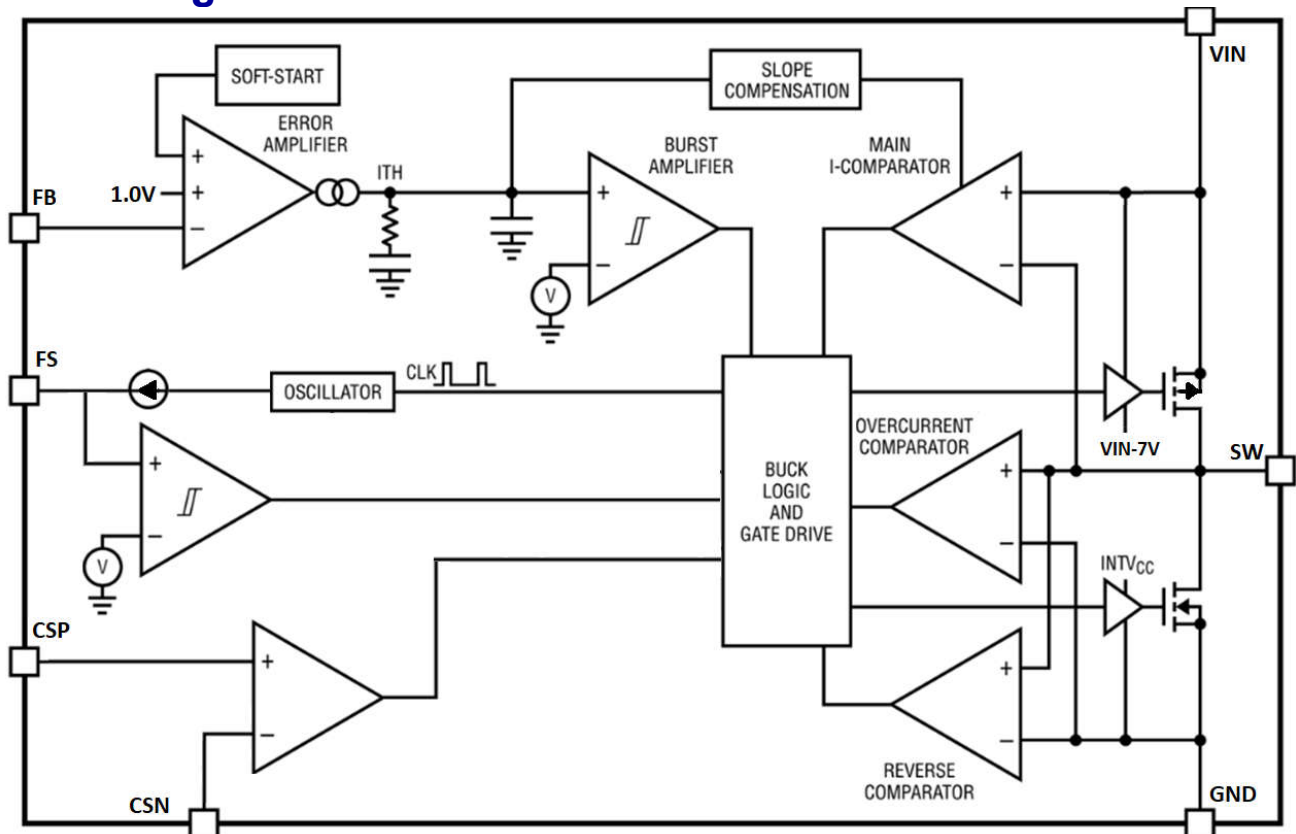 VIN
SOFT-START
SLOPE
COMPENSATION
ERROR
AMPLIFIER
BURST
AMPLIFIER
MAIN
I-COMPARATOR
ITH
FB
1.0V
+
+
−
+
−
V
+
−
FS
CLK
OSCILLATOR
OVERCURRENT
COMPARATOR
VIN-7V
SW
BUCK
LOGIC
AND
GATE DRIVE
+
−
V
+
−
INTVCC
CSP
+
−
+
−
REVERSE
COMPARATOR
CSN
GND